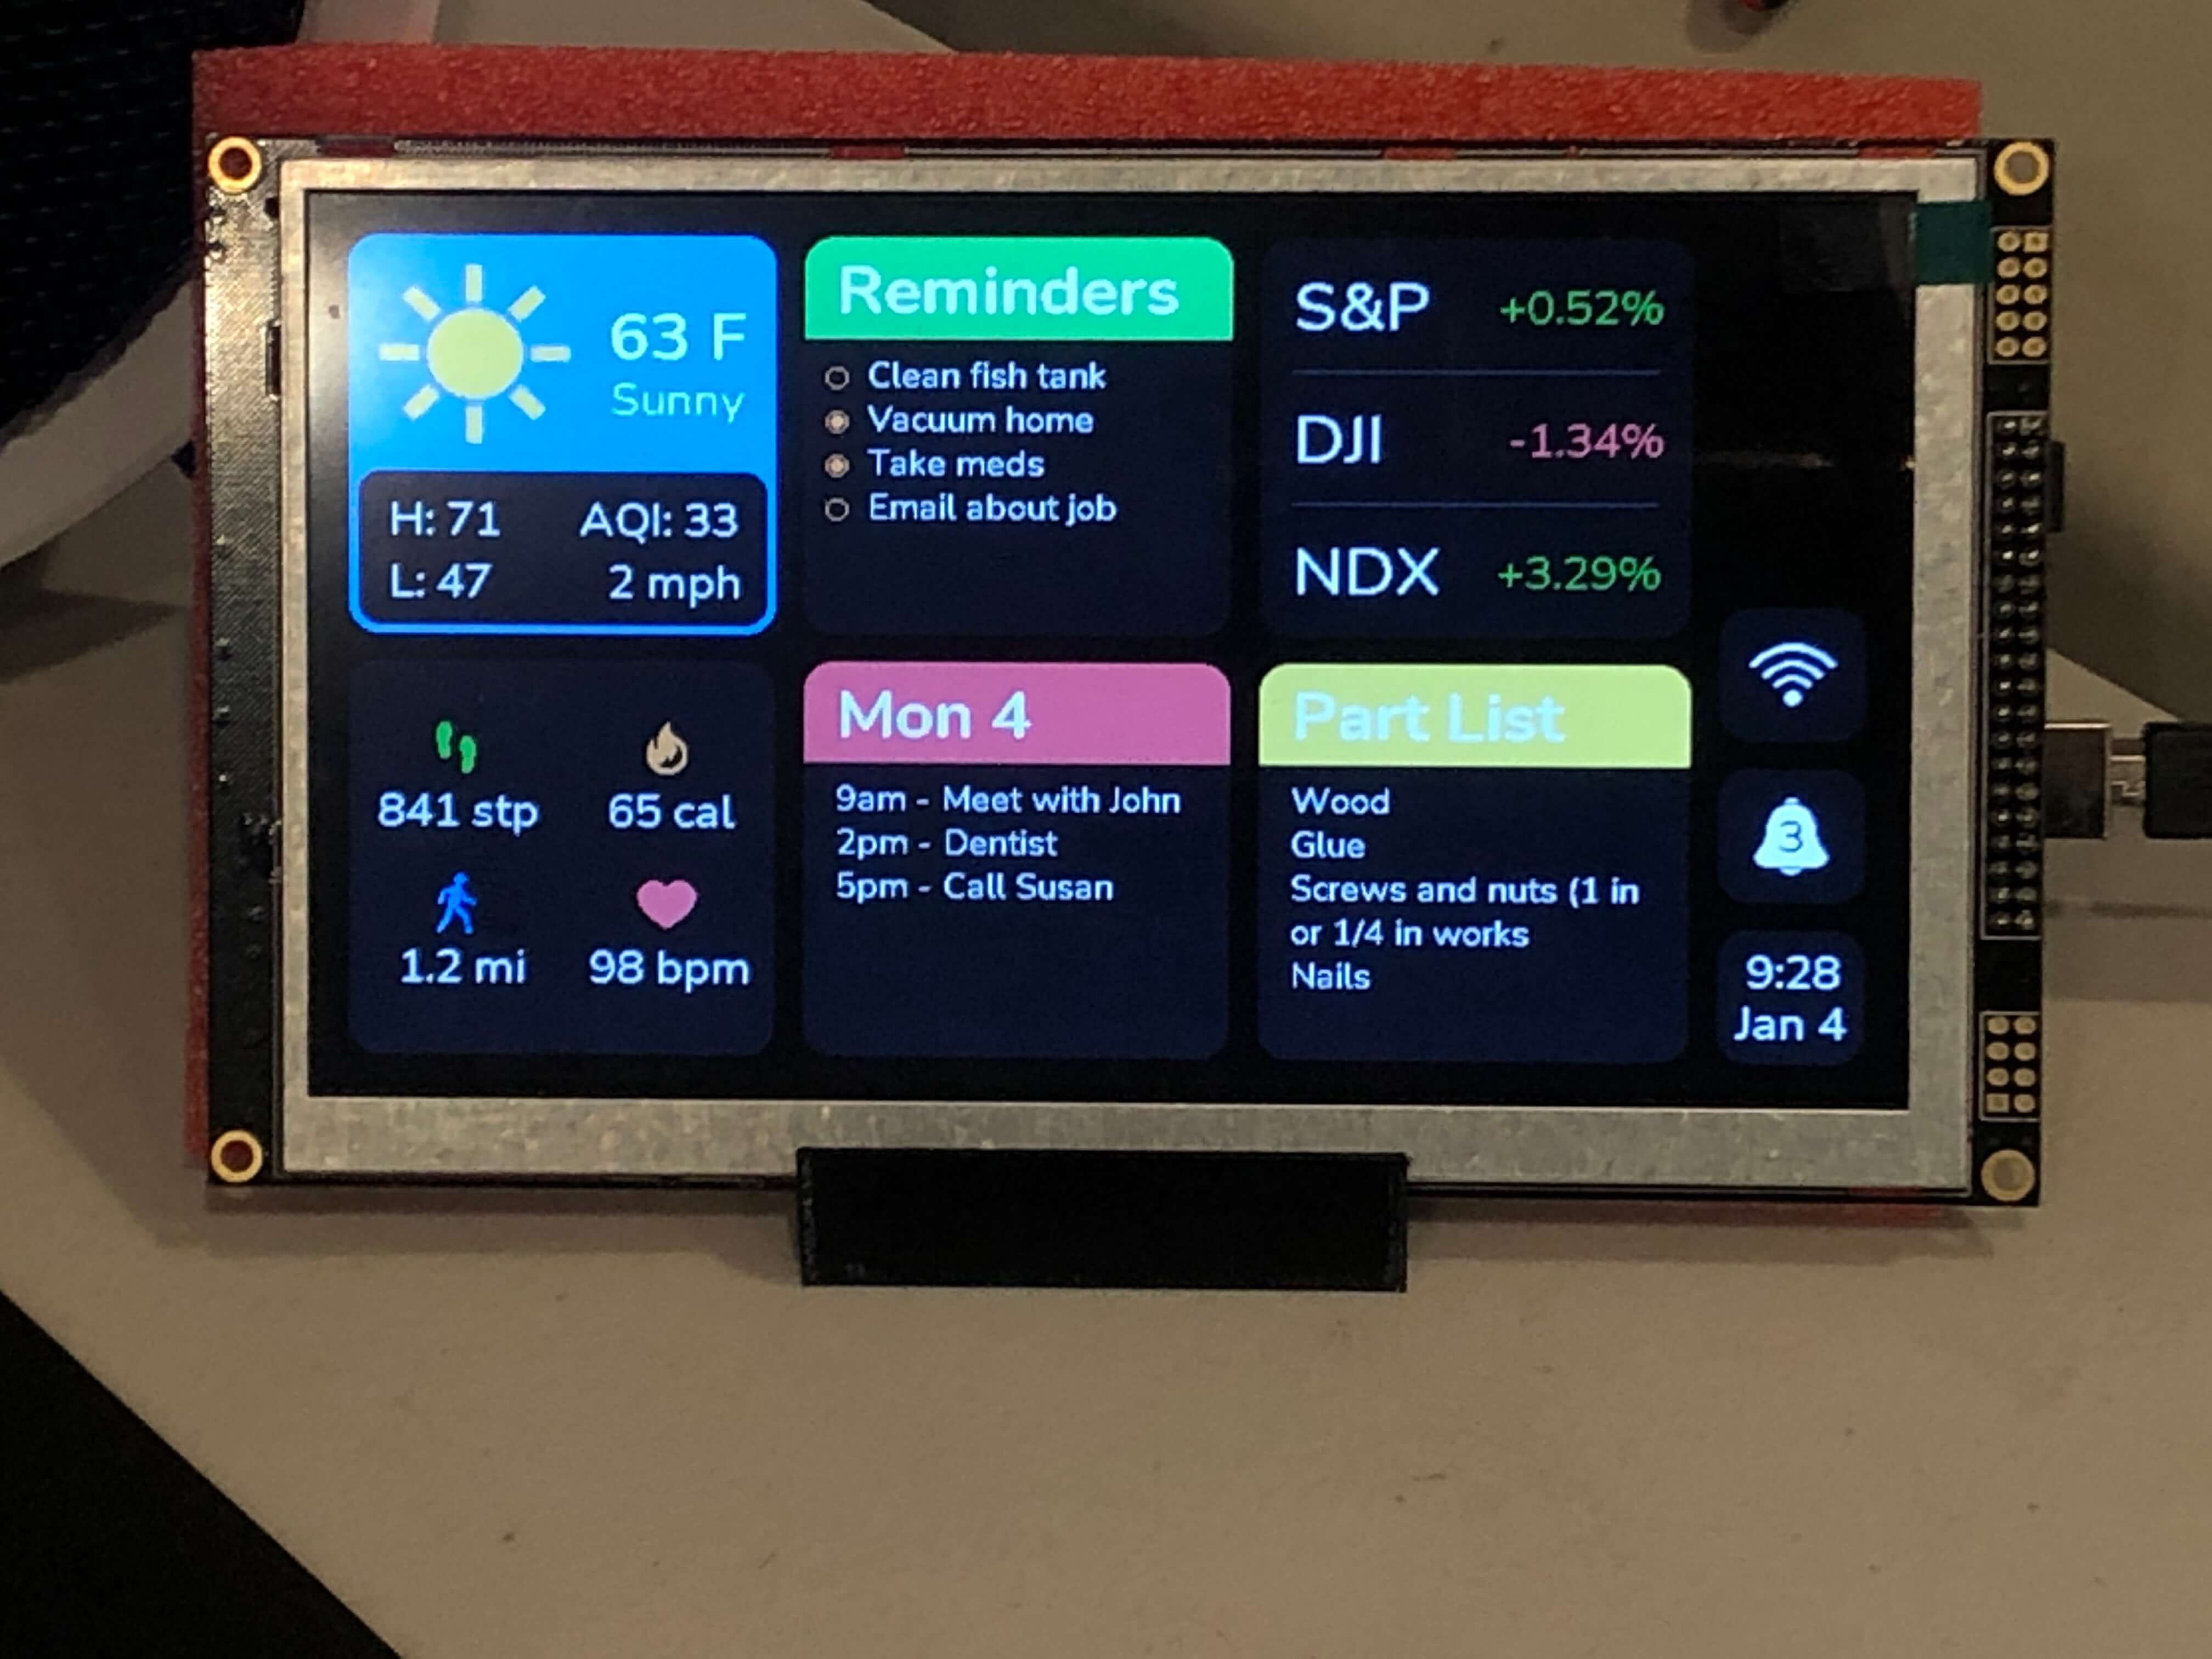 63 F
Sunny
H: 71 AQI: 33
L: 47 2 mph
Reminders
Clean fish tank
Vacuum home
Take meds
Email about job
S&P +0.52%
DJI -1.34%
NDX +3.29%
841 stp 65 cal
1.2 mi 98 bpm
Mon 4
9am - Meet with John
2pm - Dentist
5pm - Call Susan
Part List
Wood
Glue
Screws and nuts (1 in
or 1/4 in works
Nails
3
9:28
Jan 4